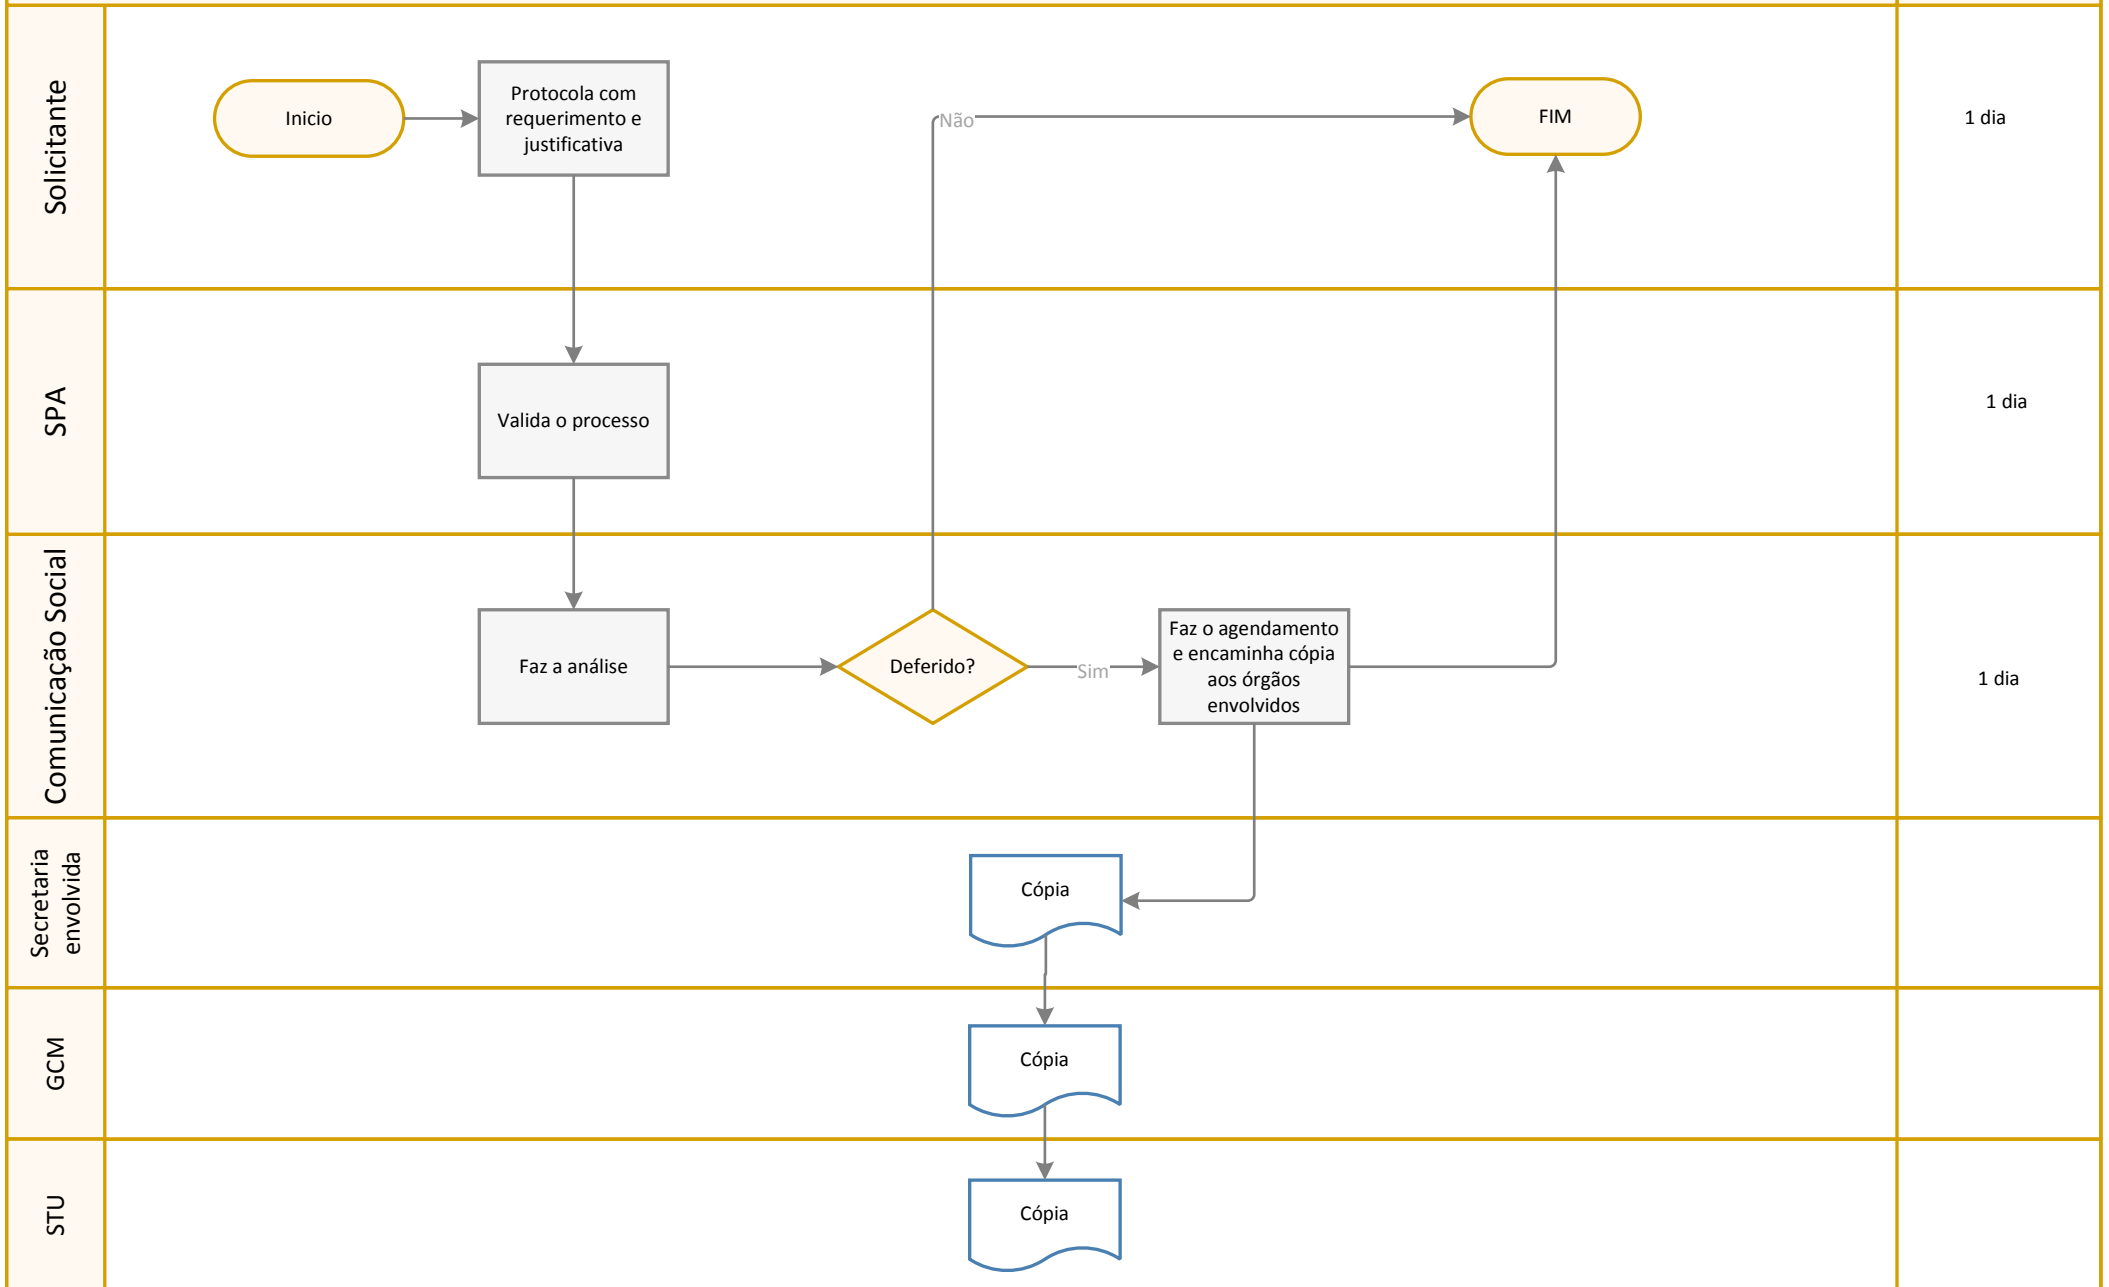 Solicitante
Inicio
Protocola com
requerimento e
justificativa
Não
FIM
1 dia
SPA
Valida o processo
1 dia
Comunicação Social
Faz a análise
Deferido?
Sim
Faz o agendamento
e encaminha cópia
aos órgãos
envolvidos
1 dia
Secretaria
envolvida
Cópia
GCM
Cópia
STU
Cópia